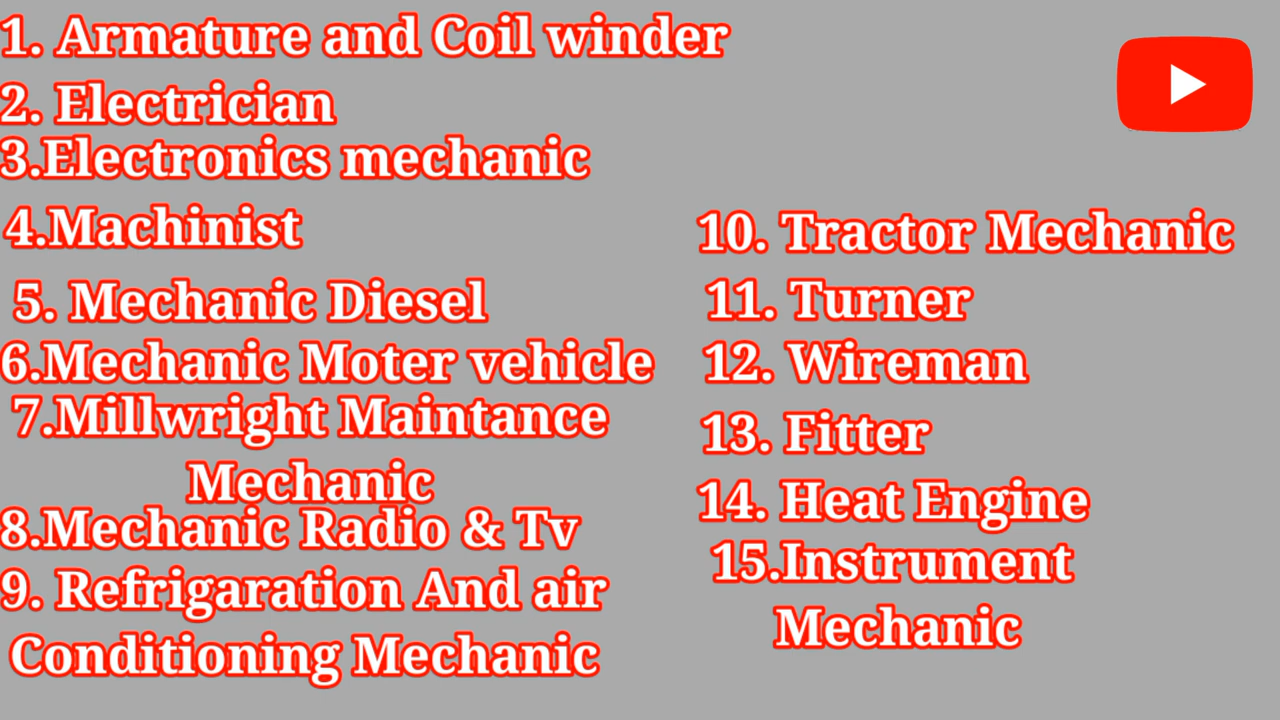 1. Armature and Coil winder
2. Electrician
3.Electronics mechanic
4.Machinist
5. Mechanic Diesel
6.Mechanic Moter vehicle
7.Millwright Maintance
Mechanic
8.Mechanic Radio & Tv
9. Refrigaration And air
Conditioning Mechanic
10. Tractor Mechanic
11. Turner
12. Wireman
13. Fitter
14. Heat Engine
15.Instrument
Mechanic